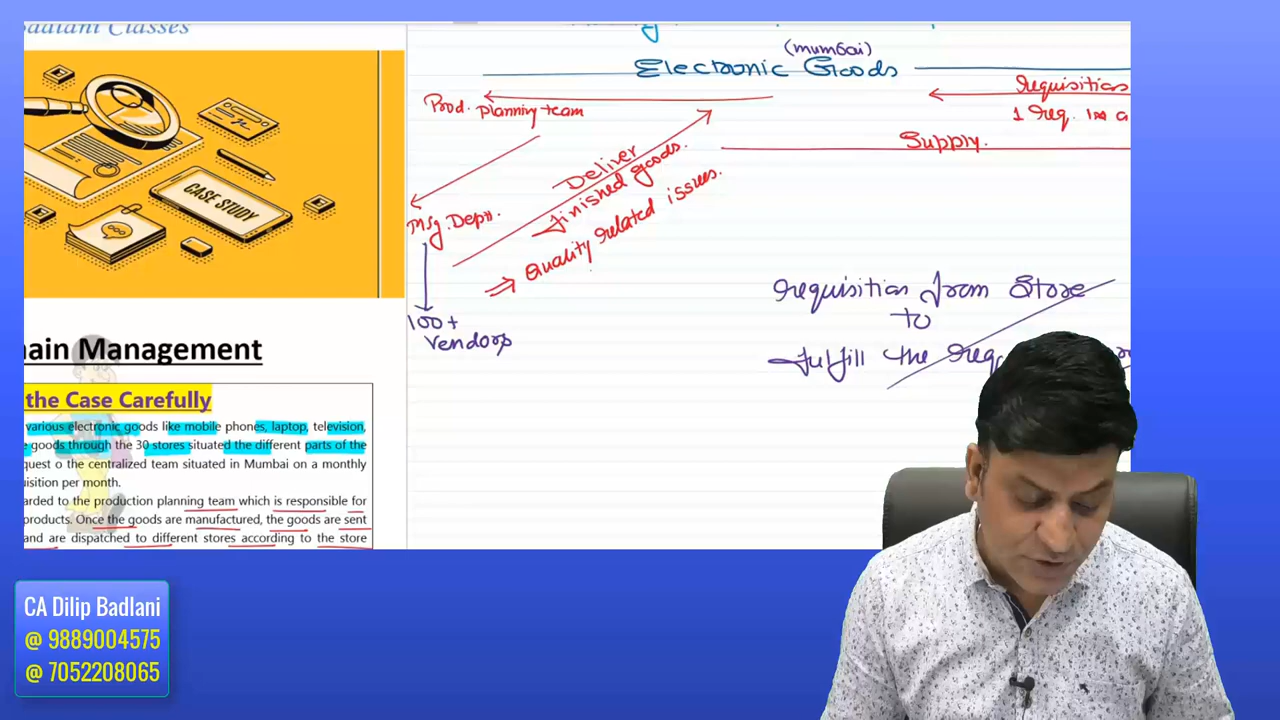 Badlani Classes
CASE STUDY
hain Management
the Case Carefully
various electronic goods like mobile phones, laptop, television,
goods through the 30 stores situated the different parts of the
quest o the centralized team situated in Mumbai on a monthly
uisition per month.
arded to the production planning team which is responsible for
products. Once the goods are manufactured, the goods are sent
and are dispatched to different stores according to the store
(mumbai)
Electronic Goods
Prod. planning team
Requisition
1 Req. in a
Supply.
Deliver
finished goods.
Quality related issues.
Mfg. Deptt.
100+
Vendors
Requisition from Store
to
fulfill the req
CA Dilip Badlani
@ 9889004575
@ 7052208065